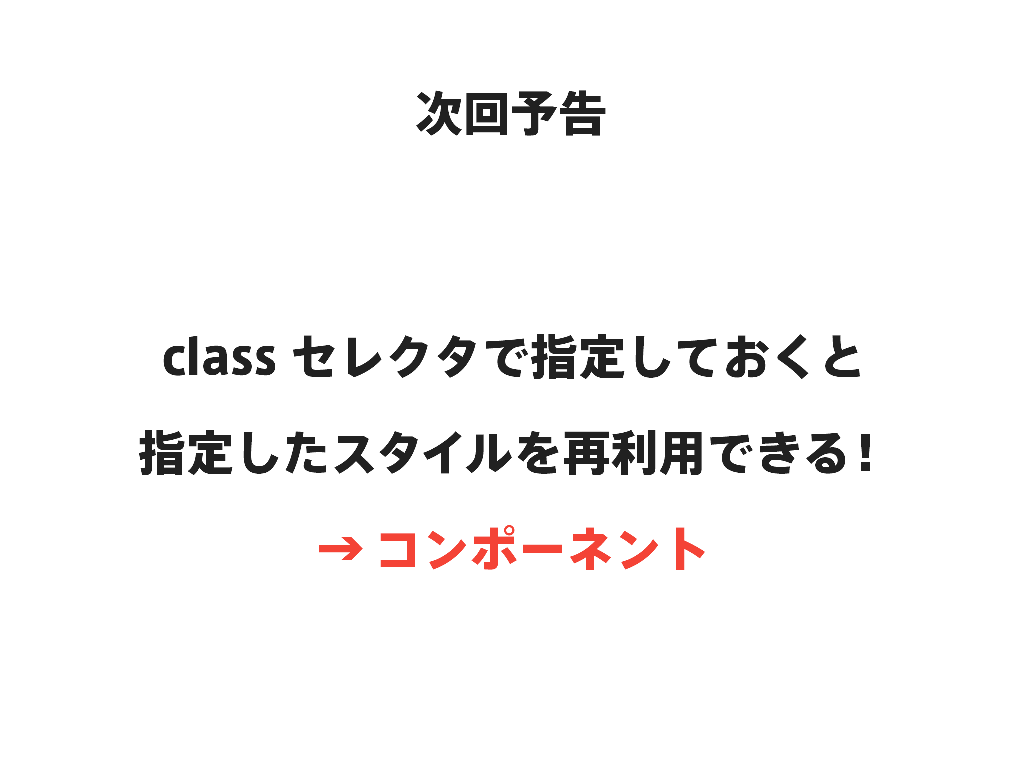 次回予告
class セレクタで指定しておくと
指定したスタイルを再利用できる！
→ コンポーネント